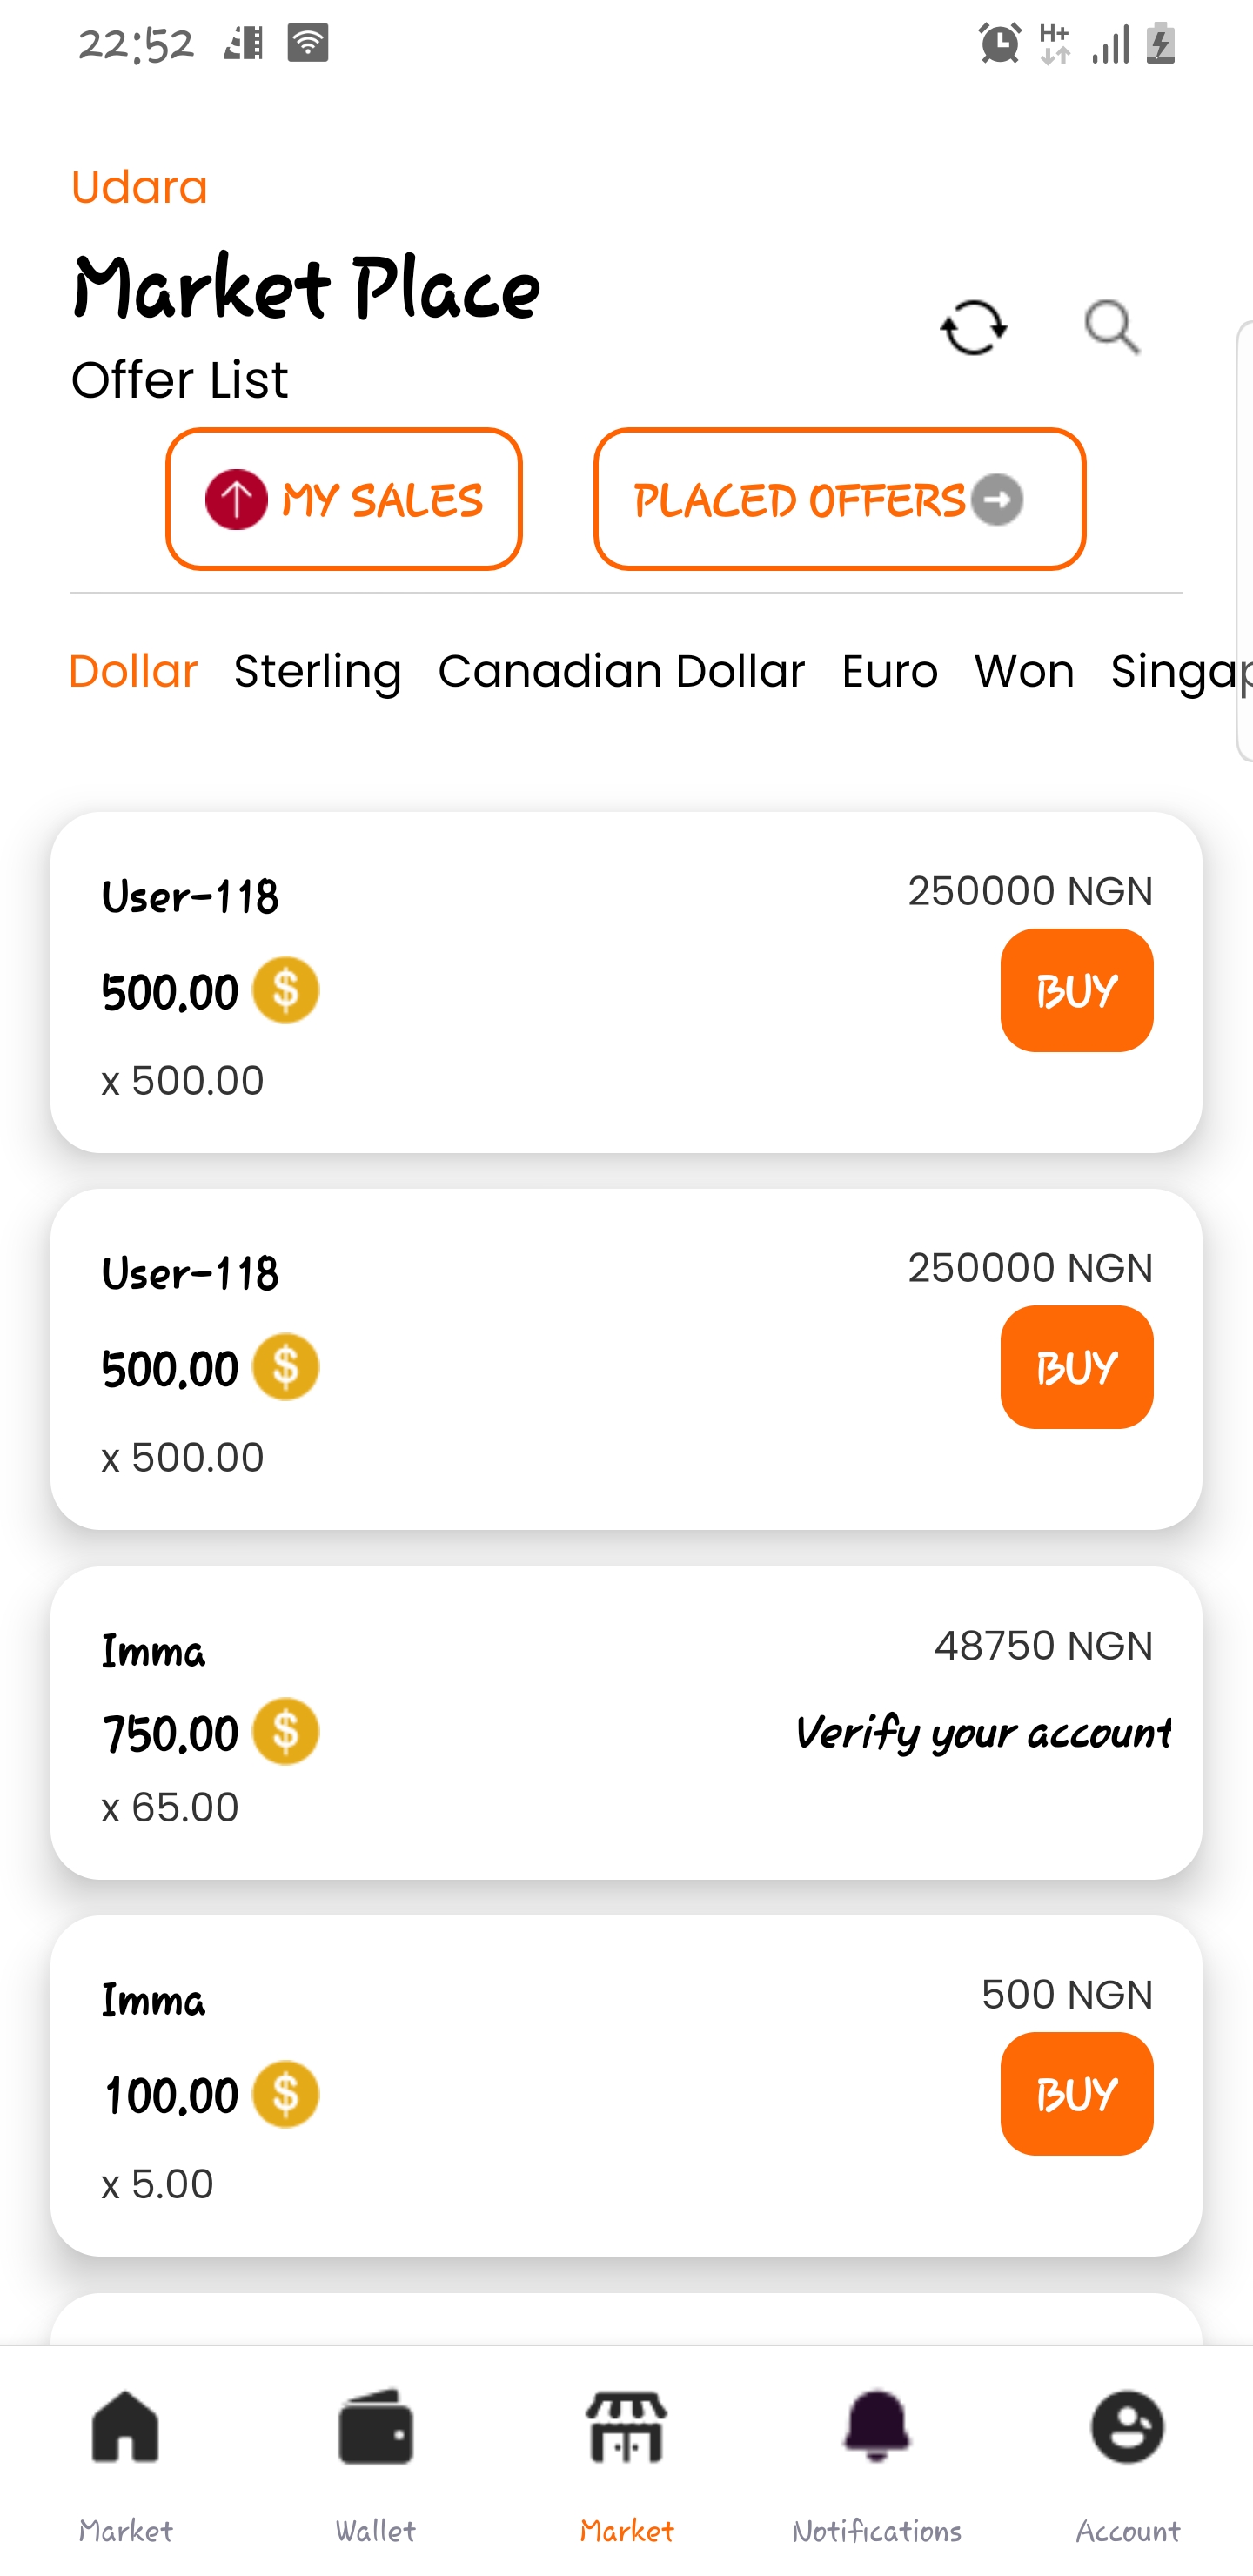 22:52
H+
Udara
Market Place
Offer List
MY SALES
PLACED OFFERS
Dollar Sterling Canadian Dollar Euro Won Singap
User-118
250000 NGN
500.00 $
BUY
x 500.00
User-118
250000 NGN
500.00 $
BUY
x 500.00
Imma
48750 NGN
750.00 $
Verify your account
x 65.00
Imma
500 NGN
100.00 $
BUY
x 5.00
Market Wallet Market Notifications Account